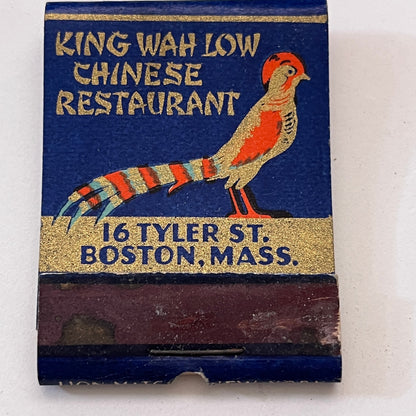 KING WAH LOW
CHINESE
RESTAURANT
16 TYLER ST.
BOSTON, MASS.